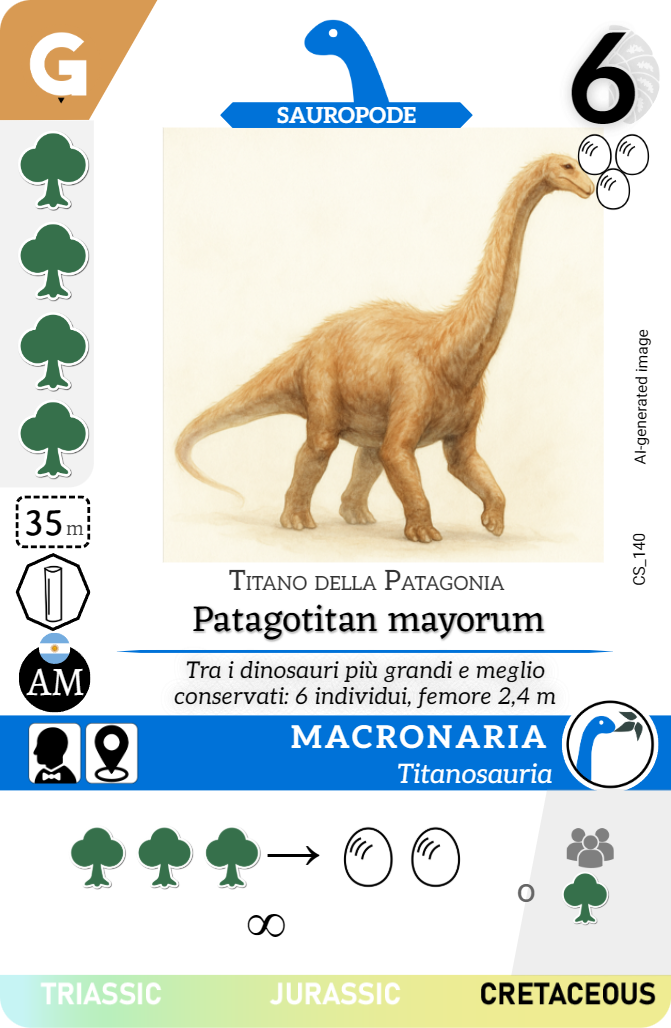 G
SAUROPODE
6
AI-generated image
CS_140
35 m
AM
Titano della Patagonia
Patagotitan mayorum
Tra i dinosauri più grandi e meglio
conservati: 6 individui, femore 2,4 m
MACRONARIA
Titanosauria
→
O
∞
TRIASSIC JURASSIC CRETACEOUS